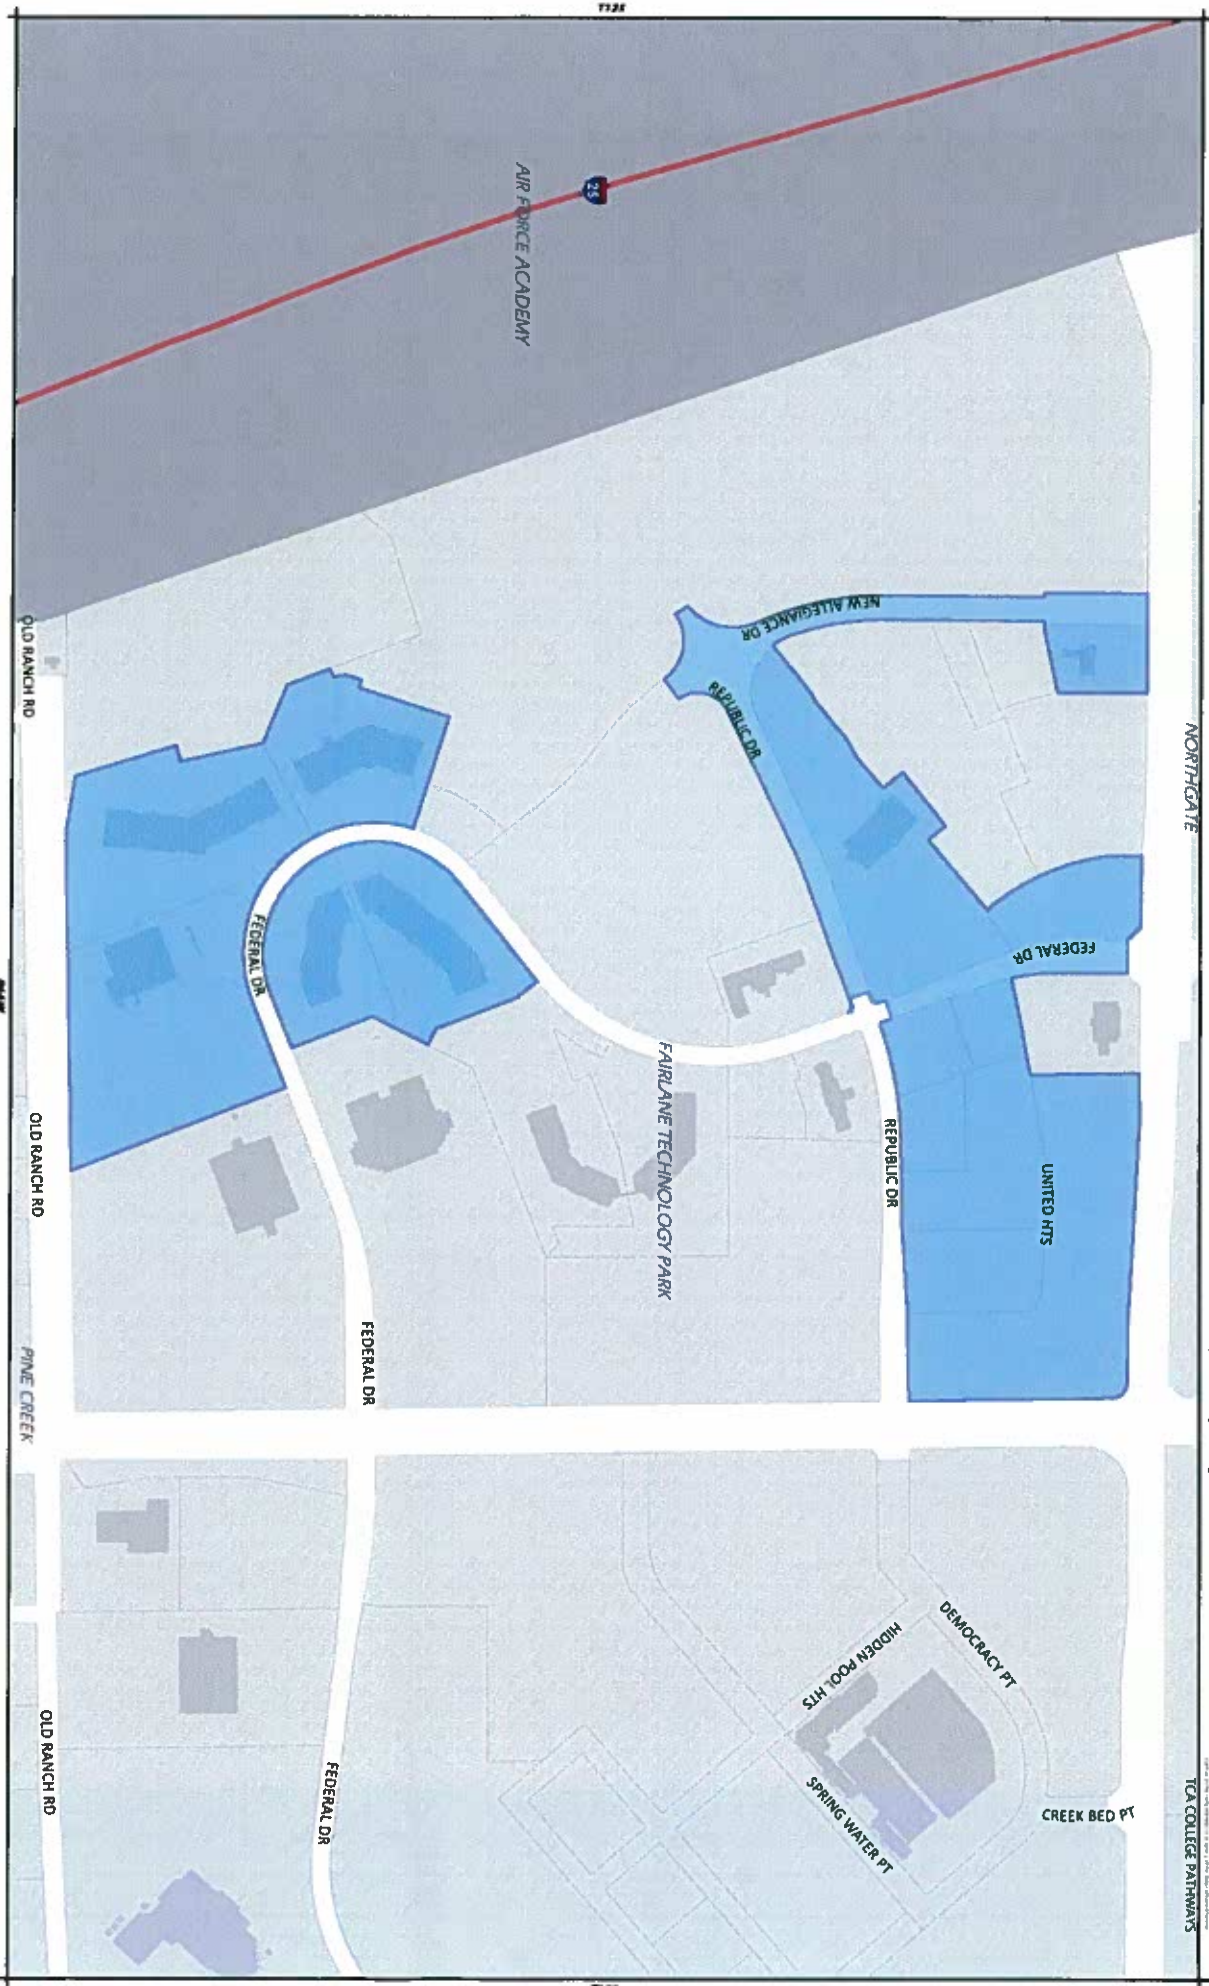 T12S
25
AIR FORCE ACADEMY
NEW ALLEGIANCE DR
REPUBLIC DR
OLD RANCH RD
NORTHGATE
FEDERAL DR
FEDERAL DR
FAIRLANE TECHNOLOGY PARK
REPUBLIC DR
UNITED HTS
OLD RANCH RD
FEDERAL DR
PINE CREEK
DEMOCRACY PT
HIDDEN POOL HTS
OLD RANCH RD
FEDERAL DR
SPRING WATER PT
CREEK BED PT
TCA COLLEGE PATHWAYS